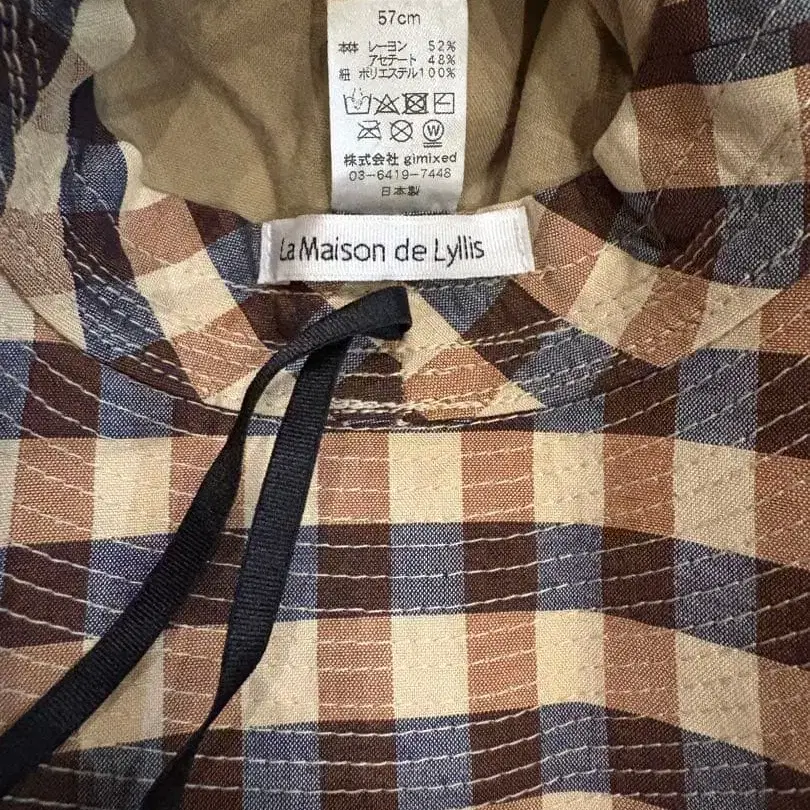 57cm
本体 レーヨン 52%
アセテート 48%
紐 ポリエステル100%
W
株式会社 gimixed
03-6419-7448
日本製
La Maison de Lyllis